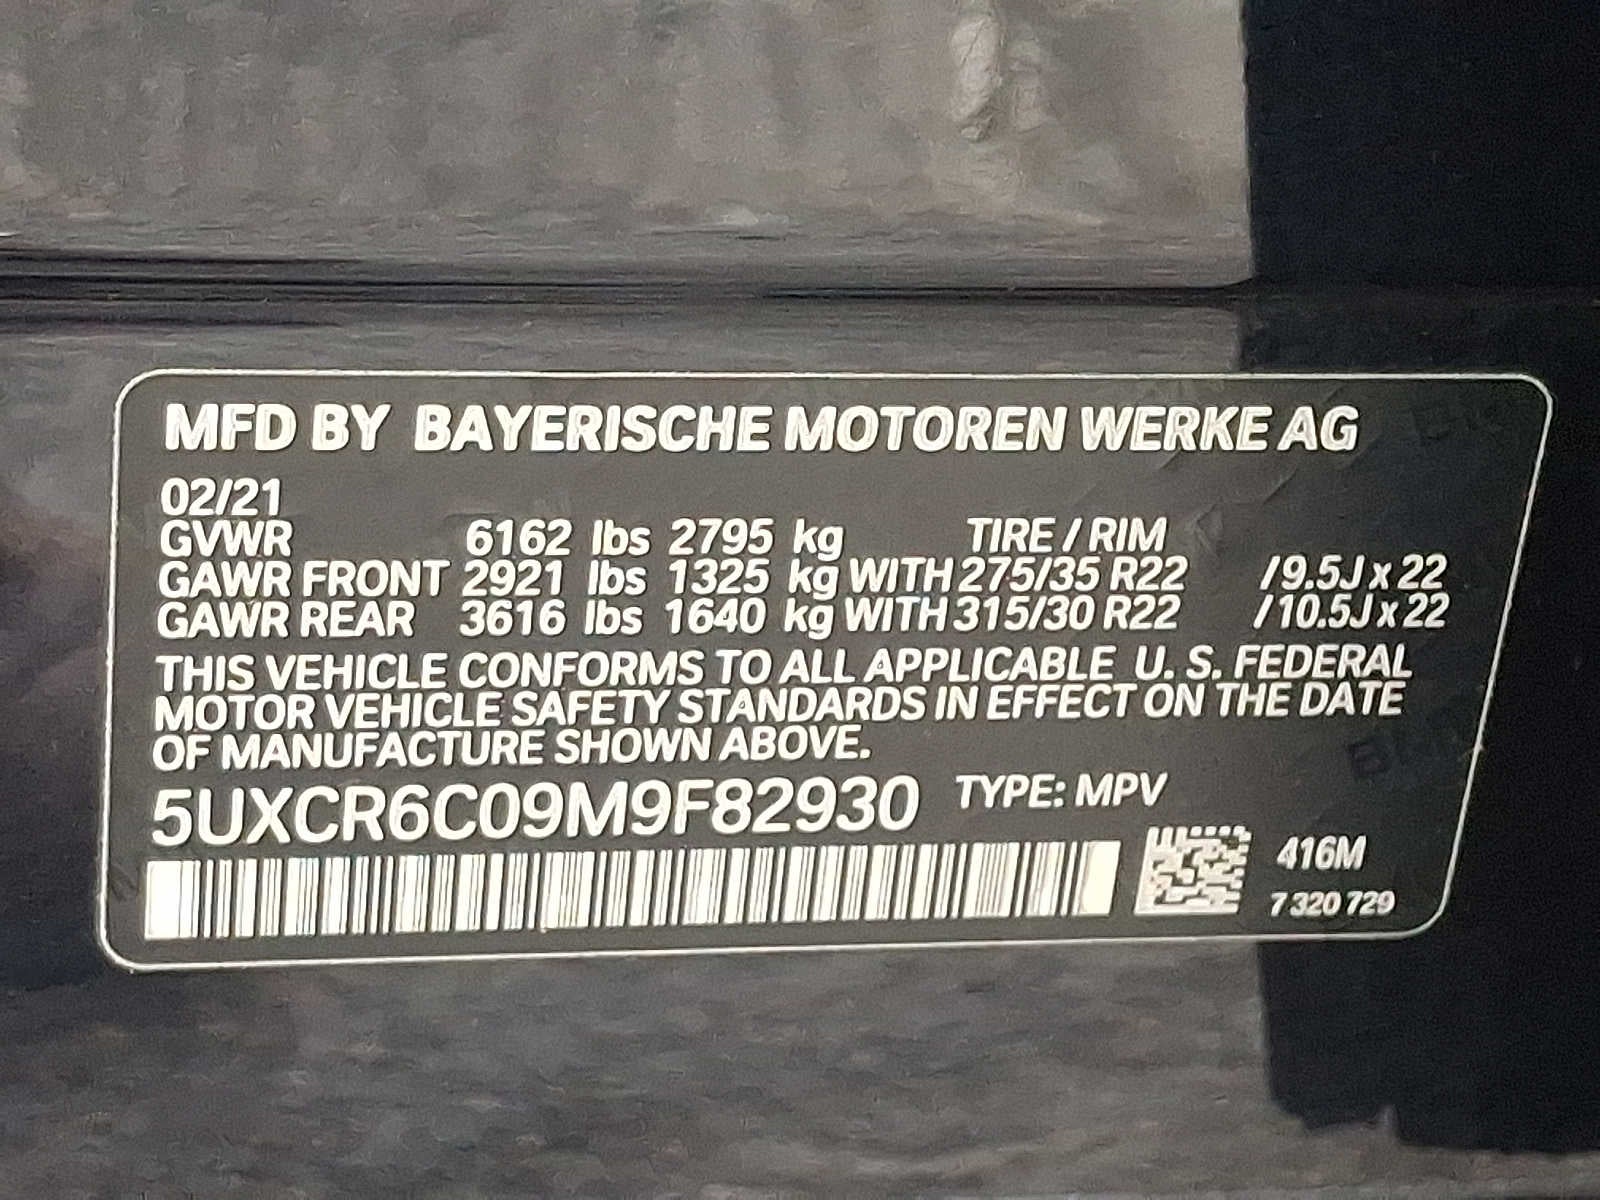 MFD BY BAYERISCHE MOTOREN WERKE AG
02/21
GVWR 6162 lbs 2795 kg TIRE / RIM
GAWR FRONT 2921 lbs 1325 kg WITH 275/35 R22 /9.5J x 22
GAWR REAR 3616 lbs 1640 kg WITH 315/30 R22 /10.5J x 22
THIS VEHICLE CONFORMS TO ALL APPLICABLE U. S. FEDERAL
MOTOR VEHICLE SAFETY STANDARDS IN EFFECT ON THE DATE
OF MANUFACTURE SHOWN ABOVE.
5UXCR6C09M9F82930 TYPE: MPV
416M
7 320 729